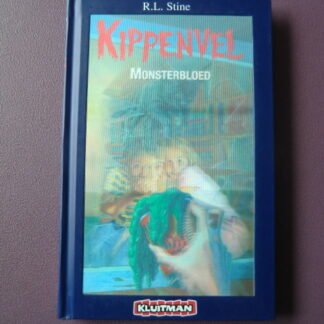 R.L. Stine
KIPPENVEL
MONSTERBLOED
KLUITMAN